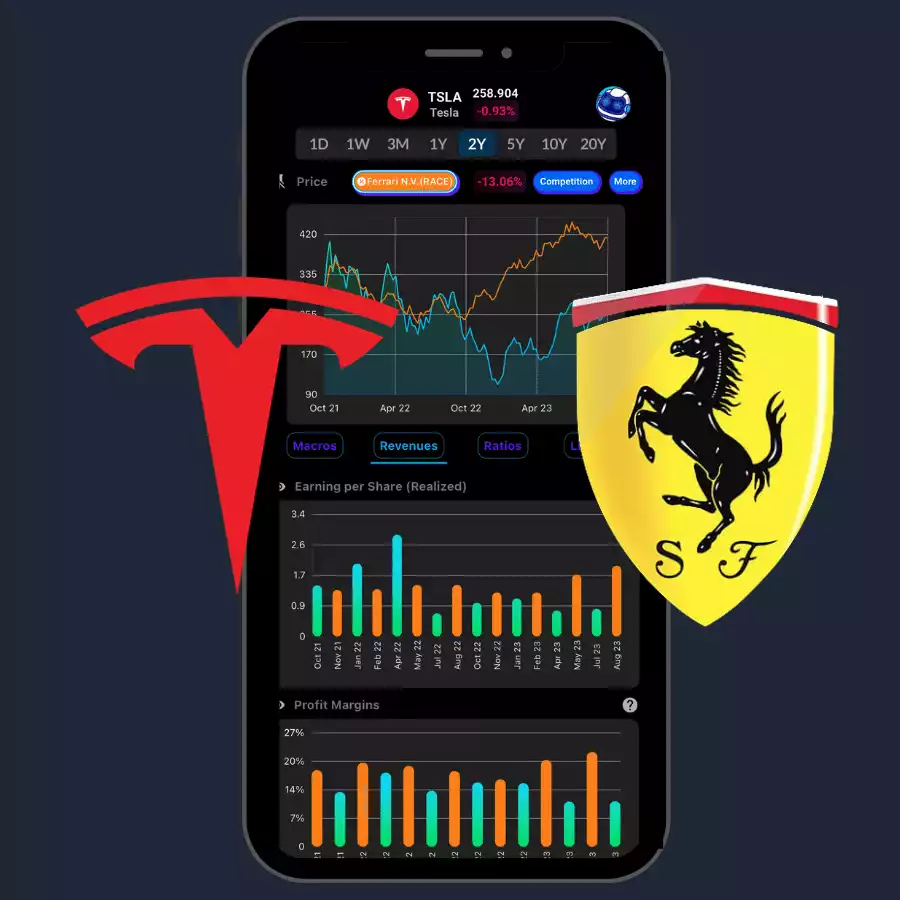 TSLA 258.904
Tesla -0.93%
1D 1W 3M 1Y 2Y 5Y 10Y 20Y
Price Ferrari N.V.(RACE) -13.06% Competition More
420
335
255
170
90
Oct 21 Apr 22 Oct 22 Apr 23
Macros Revenues Ratios
Earning per Share (Realized)
3.4
2.6
1.7
0.9
0
Oct 21 Nov 21 Jan 22 Feb 22 Apr 22 May 22 Jul 22 Aug 22 Oct 22 Nov 22 Jan 23 Feb 23 Apr 23 May 23 Jul 23 Aug 23
S F
Profit Margins ?
27%
20%
14%
7%
0